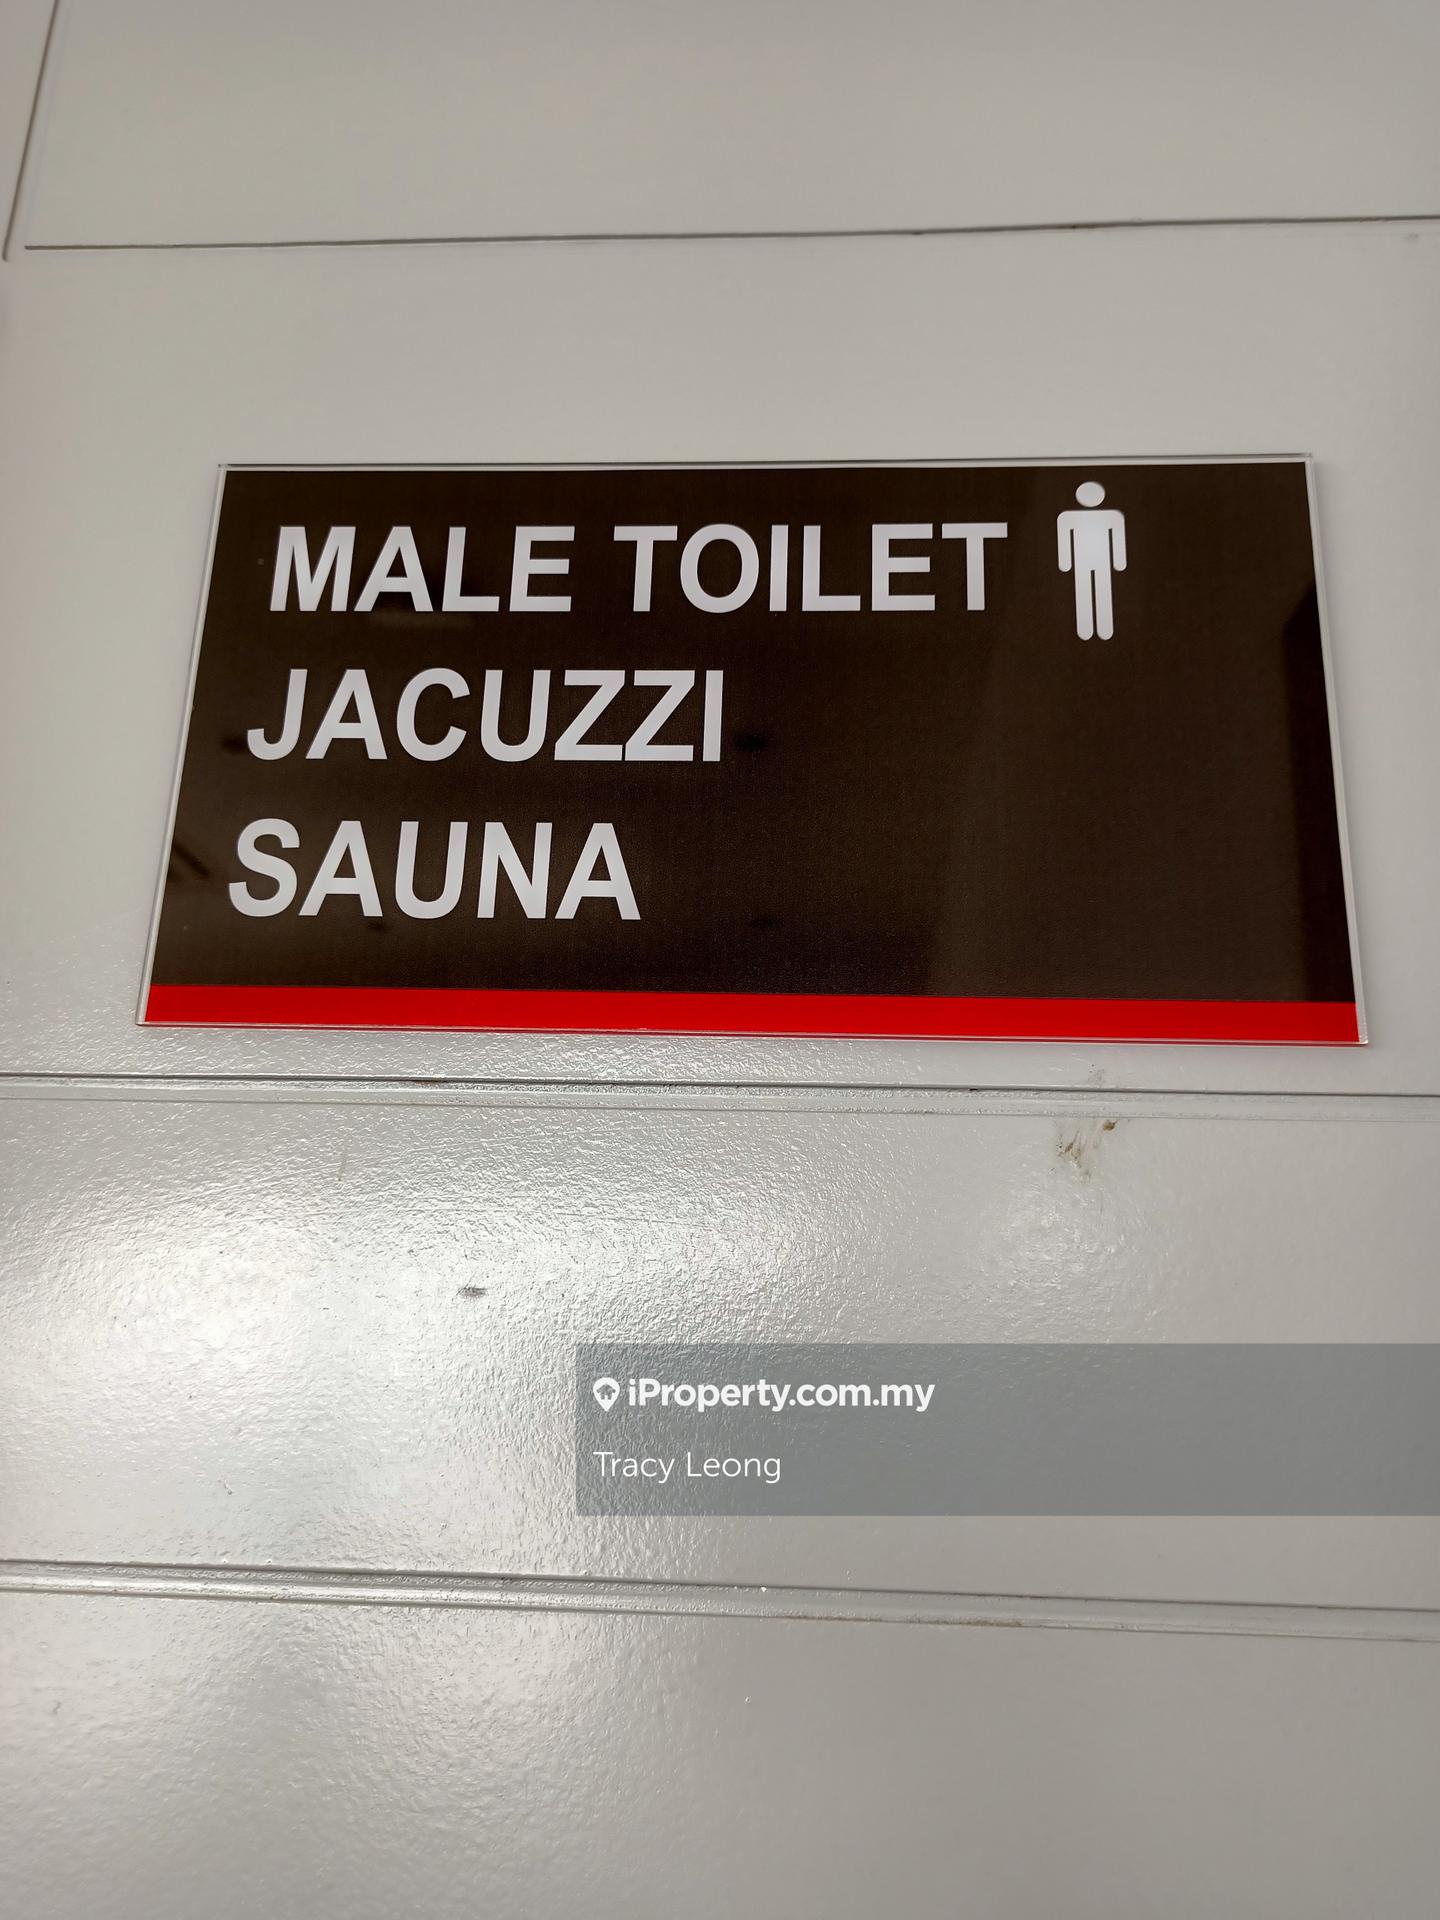 MALE TOILET
JACUZZI
SAUNA
iProperty.com.my
Tracy Leong